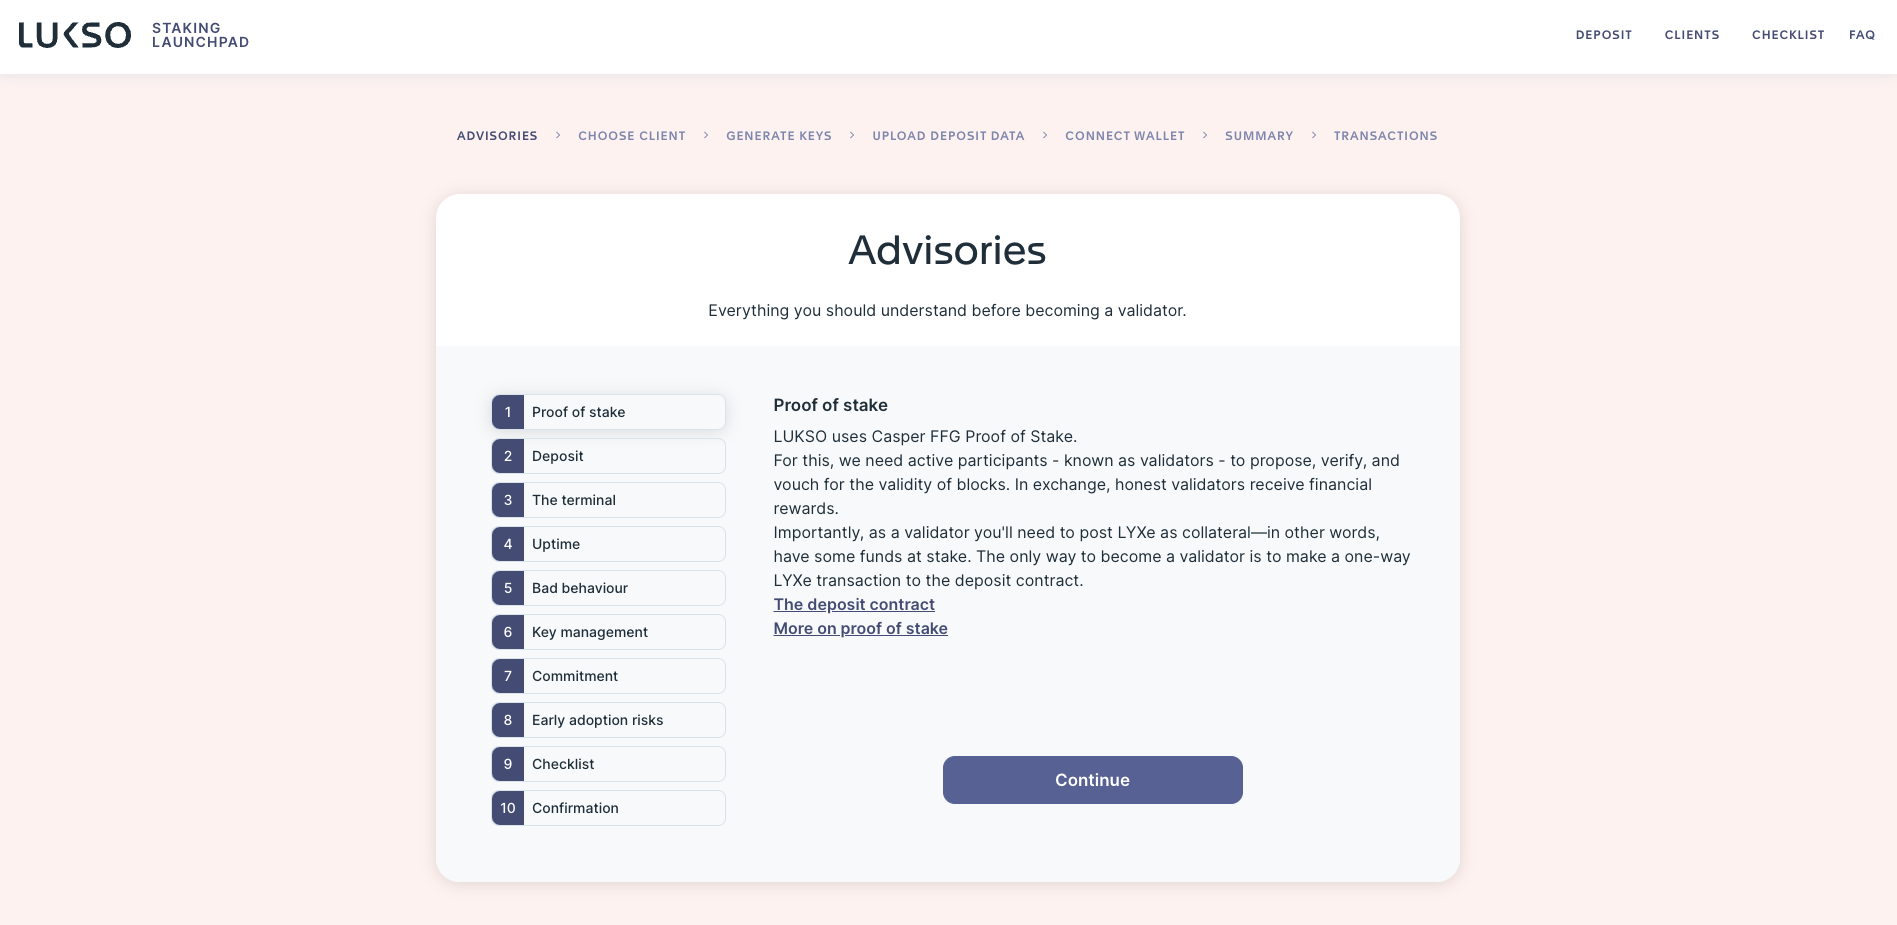 LUKSO
STAKING
LAUNCHPAD
DEPOSIT
CLIENTS
CHECKLIST
FAQ
ADVISORIES > CHOOSE CLIENT > GENERATE KEYS > UPLOAD DEPOSIT DATA > CONNECT WALLET > SUMMARY > TRANSACTIONS
Advisories
Everything you should understand before becoming a validator.
1 Proof of stake
2 Deposit
3 The terminal
4 Uptime
5 Bad behaviour
6 Key management
7 Commitment
8 Early adoption risks
9 Checklist
10 Confirmation
Proof of stake
LUKSO uses Casper FFG Proof of Stake.
For this, we need active participants - known as validators - to propose, verify, and
vouch for the validity of blocks. In exchange, honest validators receive financial
rewards.
Importantly, as a validator you'll need to post LYXe as collateral—in other words,
have some funds at stake. The only way to become a validator is to make a one-way
LYXe transaction to the deposit contract.
The deposit contract
More on proof of stake
Continue